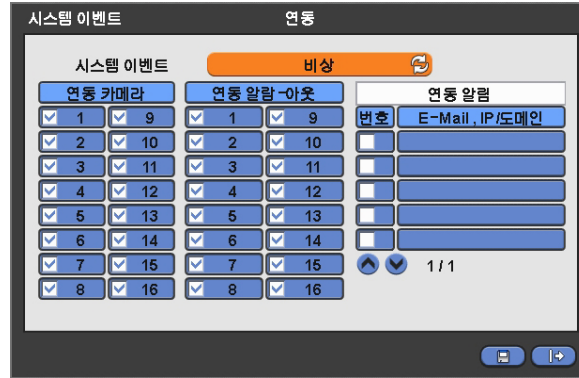 시스템 이벤트 연동
시스템 이벤트 비상
연동 카메라 연동 알람-아웃 연동 알림
1 9 1 9 번호 E-Mail , IP/도메인
2 10 2 10
3 11 3 11
4 12 4 12
5 13 5 13
6 14 6 14
7 15 7 15 1/1
8 16 8 16